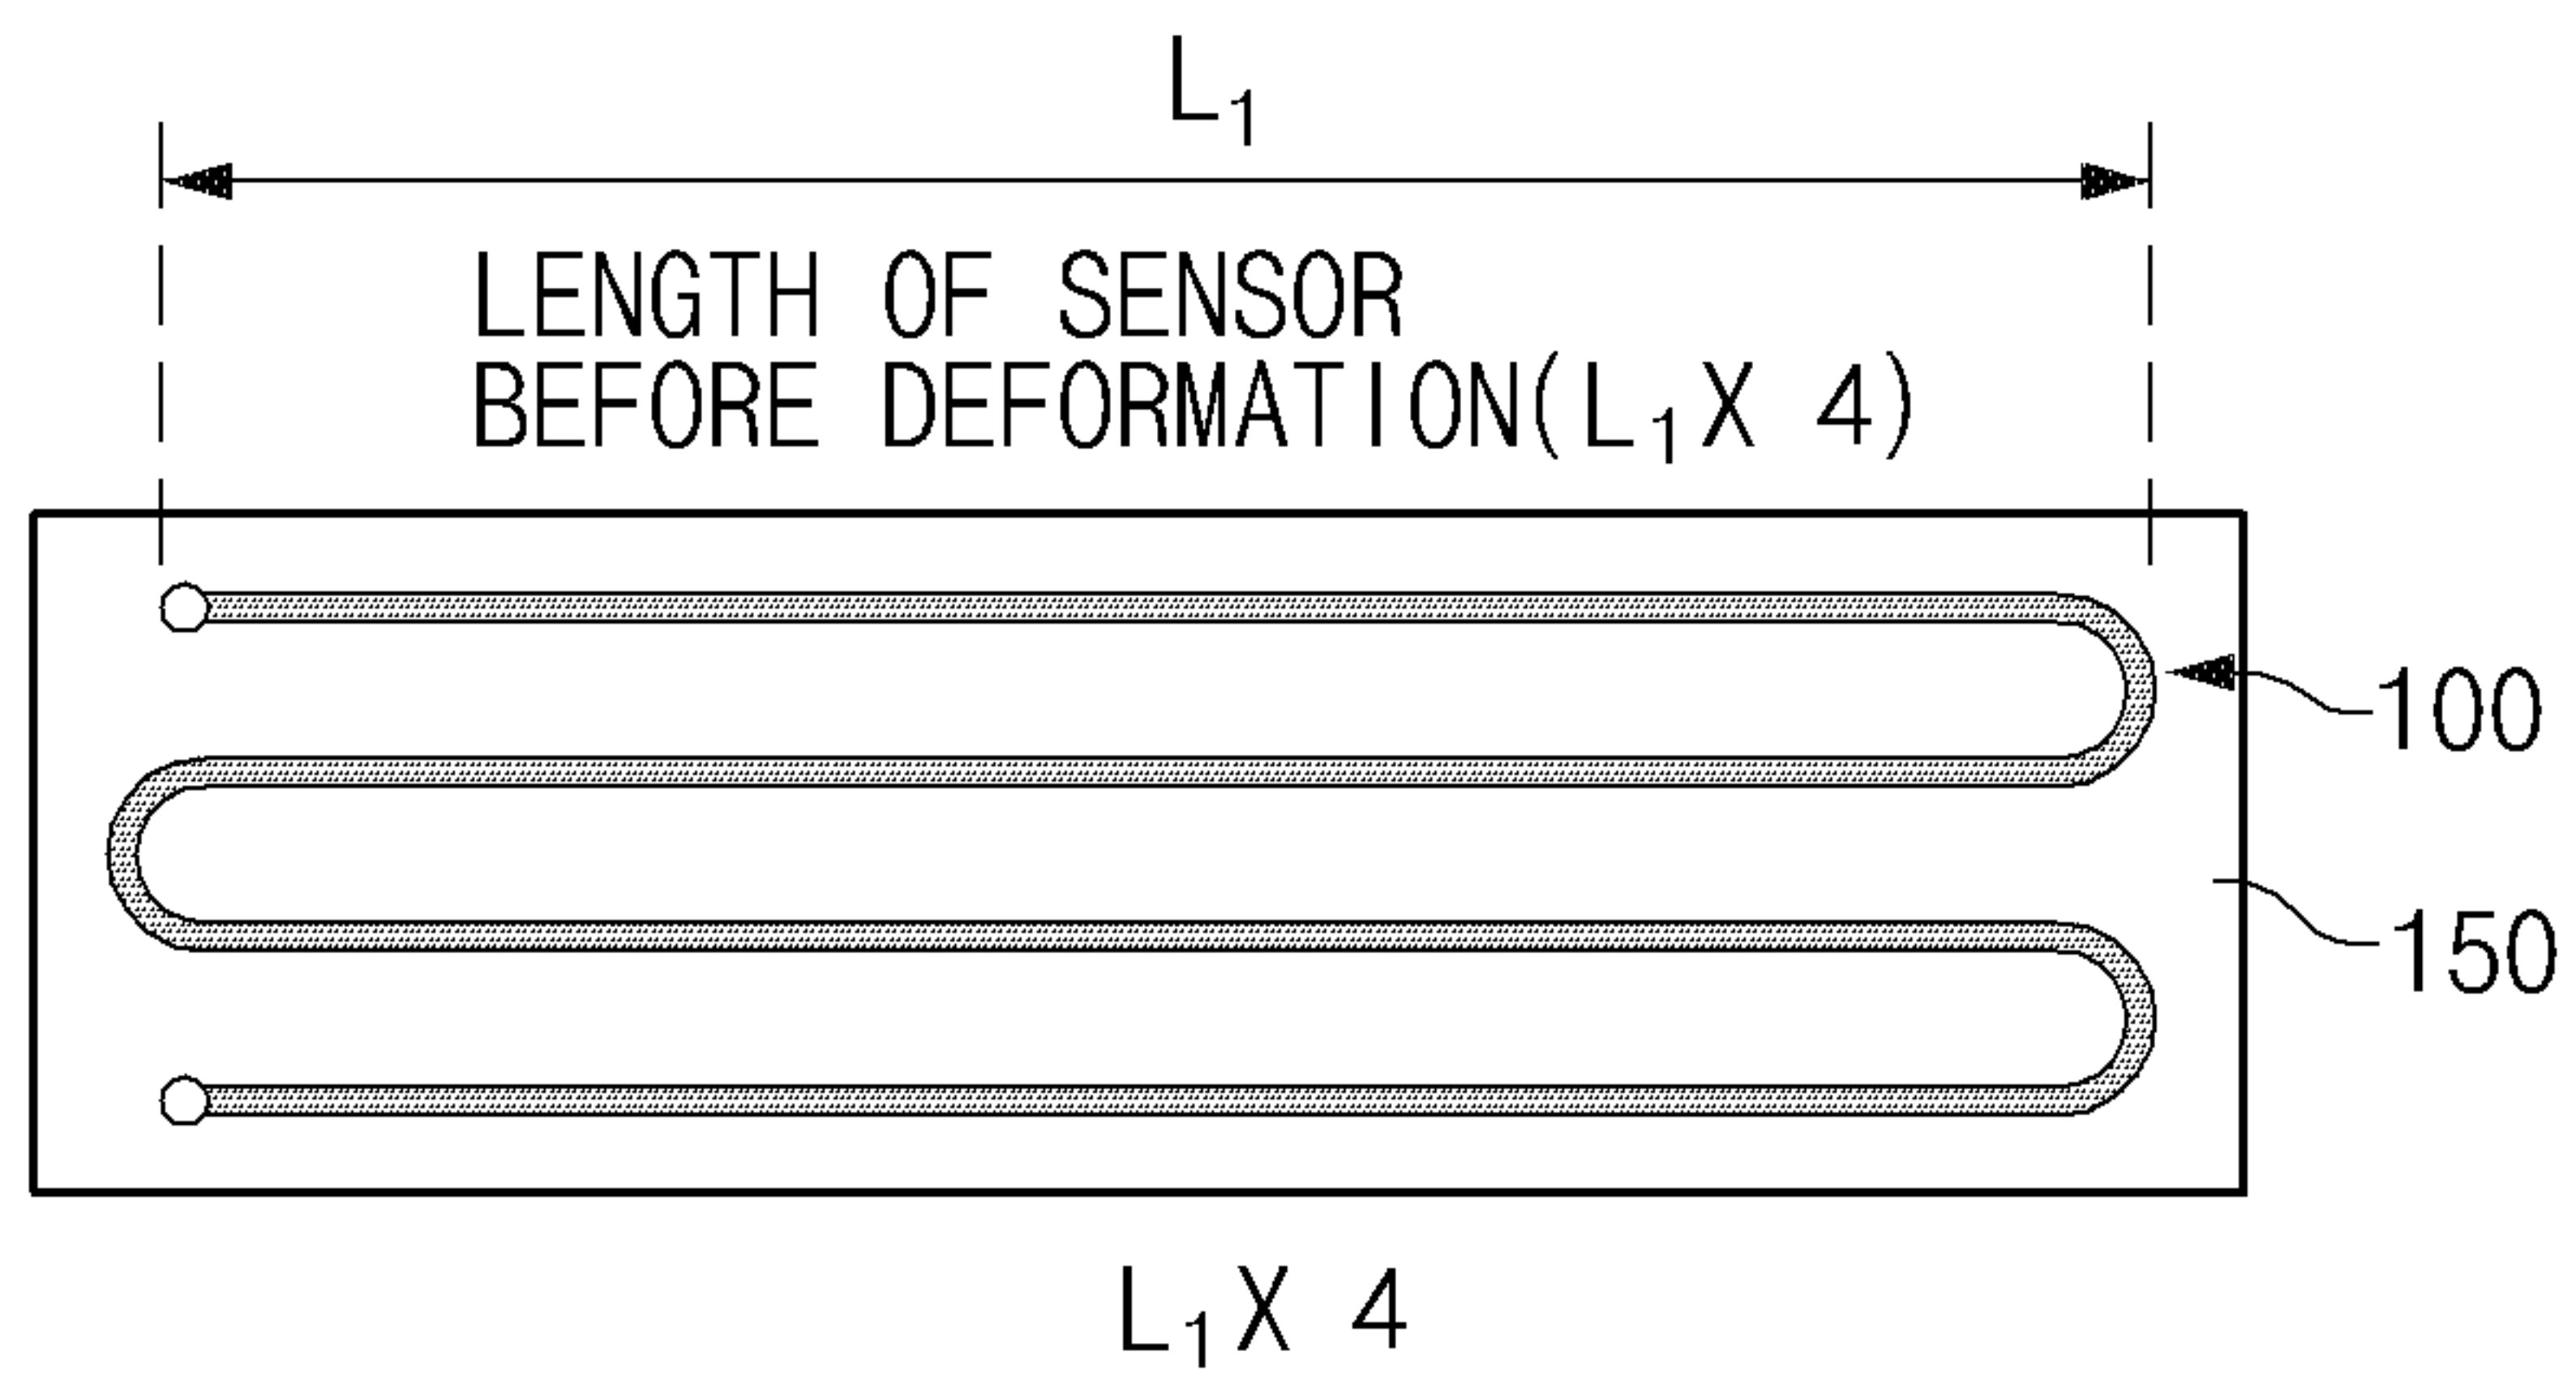 L₁
LENGTH OF SENSOR
BEFORE DEFORMATION(L₁X 4)
100
150
L₁X 4